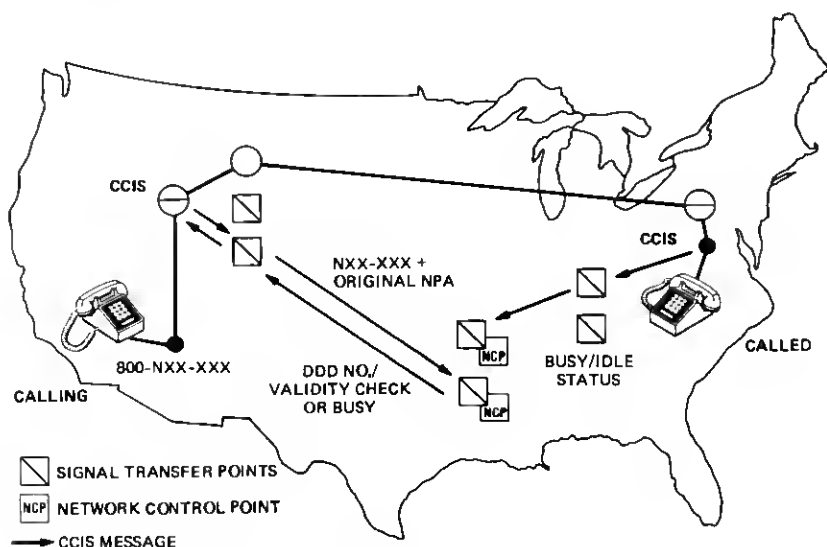 CCIS
CCIS
NXX-XXX +
ORIGINAL NPA
800-NXX-XXX
CALLING
DDD NO./
VALIDITY CHECK
OR BUSY
NCP
NCP
BUSY/IDLE
STATUS
CALLED
SIGNAL TRANSFER POINTS
NCP NETWORK CONTROL POINT
CCIS MESSAGE